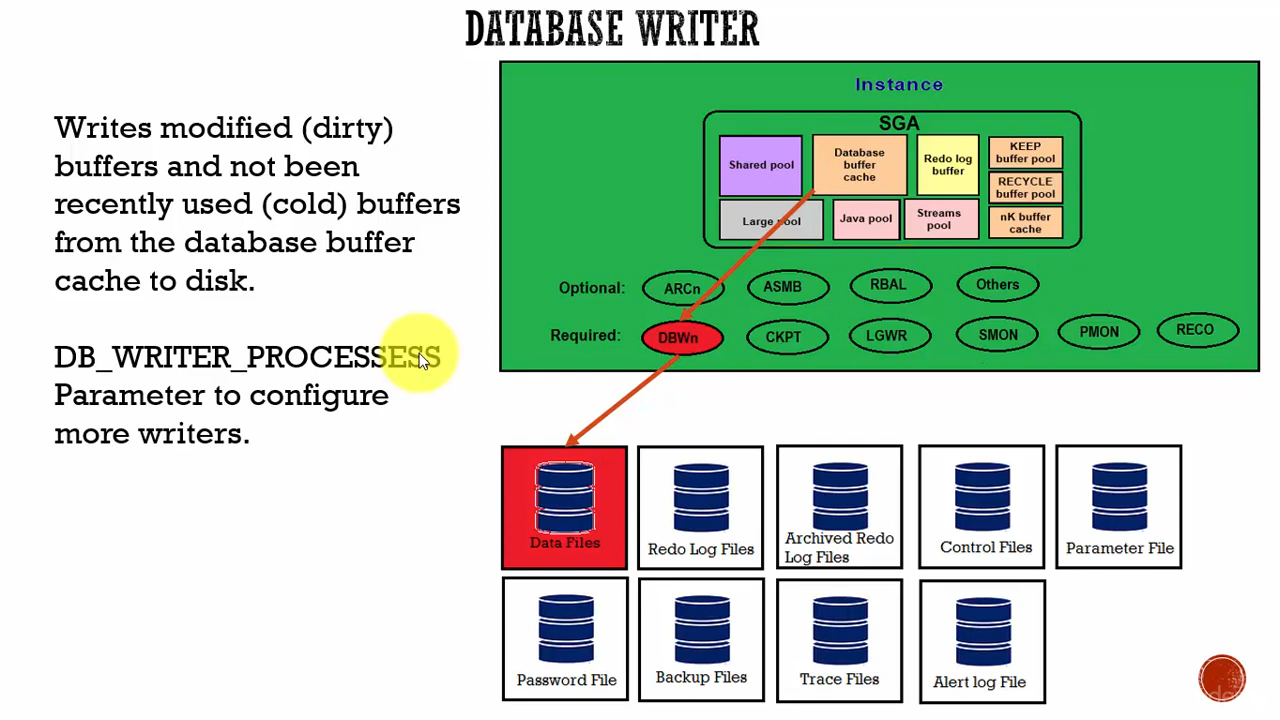 DATABASE WRITER
Writes modified (dirty)
buffers and not been
recently used (cold) buffers
from the database buffer
cache to disk.
DB_WRITER_PROCESSESS
Parameter to configure
more writers.
Instance
SGA
Shared pool
Database
buffer
cache
Redo log
buffer
KEEP
buffer pool
RECYCLE
buffer pool
Large pool
Java pool
Streams
pool
nK buffer
cache
Optional:
ARCn
ASMB
RBAL
Others
Required:
DBWn
CKPT
LGWR
SMON
PMON
RECO
Data Files
Redo Log Files
Archived Redo
Log Files
Control Files
Parameter File
Password File
Backup Files
Trace Files
Alert log File